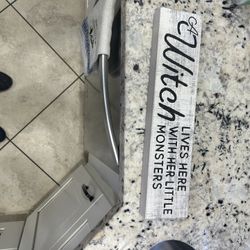 A
Witch
LIVES HERE
WITH HER LITTLE
MONSTERS